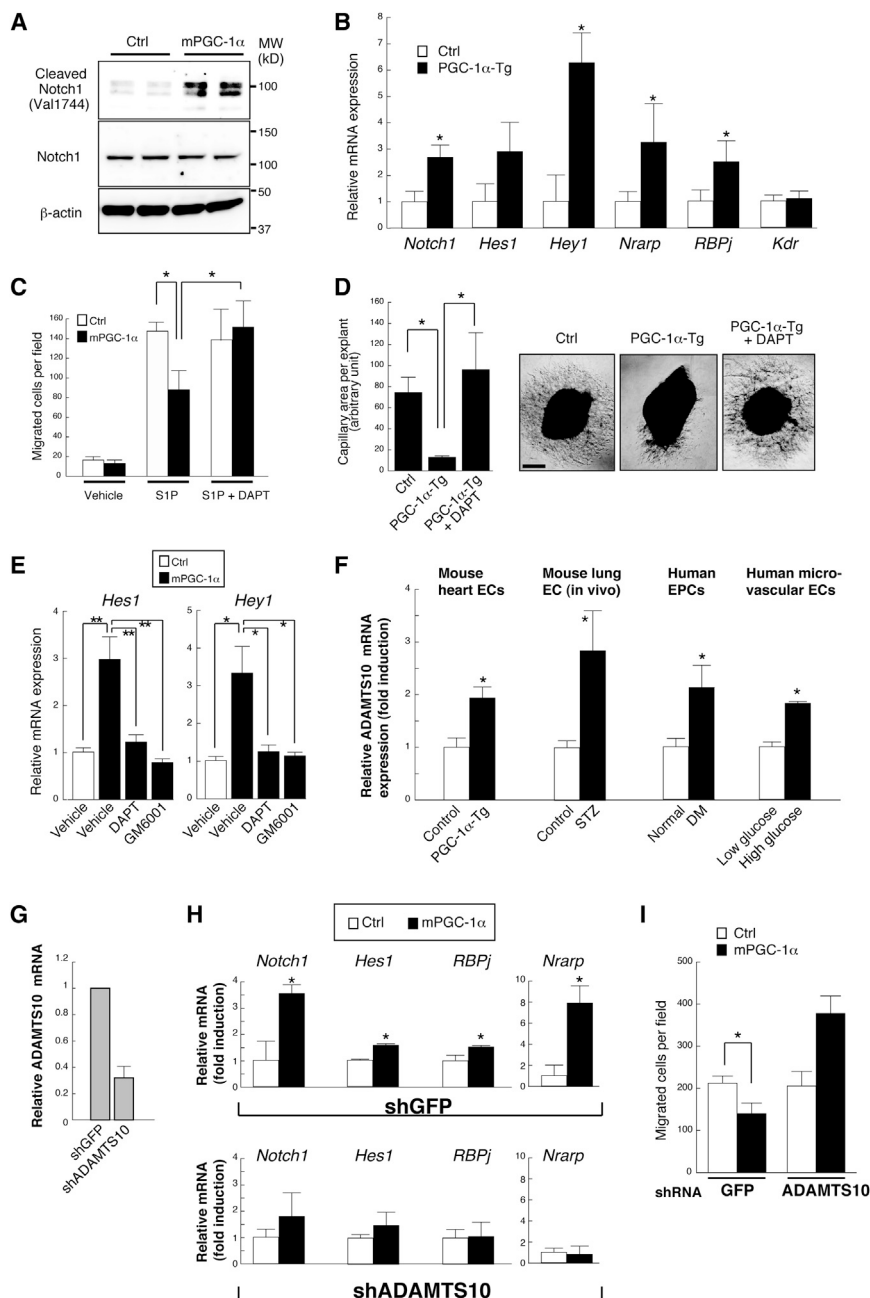 A
Ctrl mPGC-1α MW (kD)
Cleaved Notch1 (Val1744)
100
150
Notch1
100
50
β-actin
37
B
Ctrl
PGC-1α-Tg
Relative mRNA expression
8
7
6
5
4
3
2
1
0
* * * *
Notch1 Hes1 Hey1 Nrarp RBPj Kdr
C
Ctrl
mPGC-1α
Migrated cells per field
160
140
120
100
80
60
40
20
0
* *
Vehicle S1P S1P + DAPT
D
Capillary area per explant
(arbitrary unit)
160
140
120
100
80
60
40
20
0
* *
Ctrl
PGC-1α-Tg
PGC-1α-Tg + DAPT
Ctrl PGC-1α-Tg PGC-1α-Tg + DAPT
E
Ctrl
mPGC-1α
Hes1 Hey1
Relative mRNA expression
4
3
2
1
0
** ** **
5
4
3
2
1
0
* * *
Vehicle Vehicle DAPT GM6001 Vehicle Vehicle DAPT GM6001
F
Mouse heart ECs
Mouse lung EC (in vivo)
Human EPCs
Human micro-vascular ECs
Relative ADAMTS10 mRNA
expression (fold induction)
4
3
2
1
0
* * * *
Control PGC-1α-Tg Control STZ Normal DM Low glucose High glucose
G
Relative ADAMTS10 mRNA
1.2
1
0.8
0.6
0.4
0.2
0
shGFP shADAMTS10
H
Ctrl mPGC-1α
Notch1 Hes1 RBPj Nrarp
Relative mRNA
(fold induction)
4
3
2
1
0
* * *
10
8
6
4
2
0
*
shGFP
Notch1 Hes1 RBPj Nrarp
Relative mRNA
(fold induction)
4
3
2
1
0
10
8
6
4
2
0
shADAMTS10
I
Ctrl
mPGC-1α
Migrated cells per field
500
400
300
200
100
0
*
shRNA GFP ADAMTS10